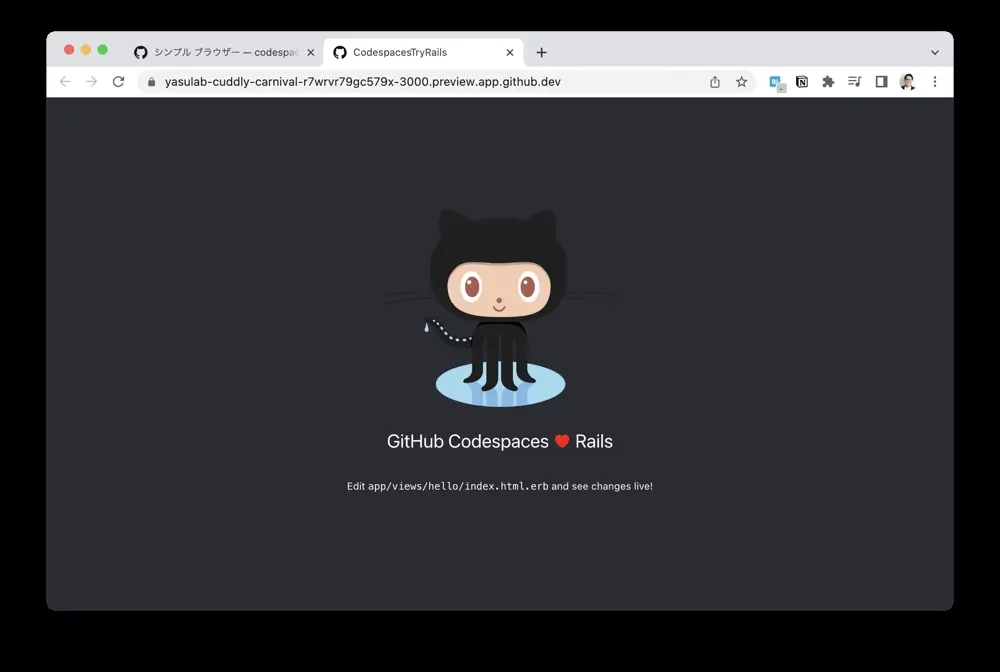 シンプル ブラウザー — codespac
CodespacesTryRails
yasulab-cuddly-carnival-r7wrvr79gc579x-3000.preview.app.github.dev
GitHub Codespaces ❤️ Rails
Edit app/views/hello/index.html.erb and see changes live!